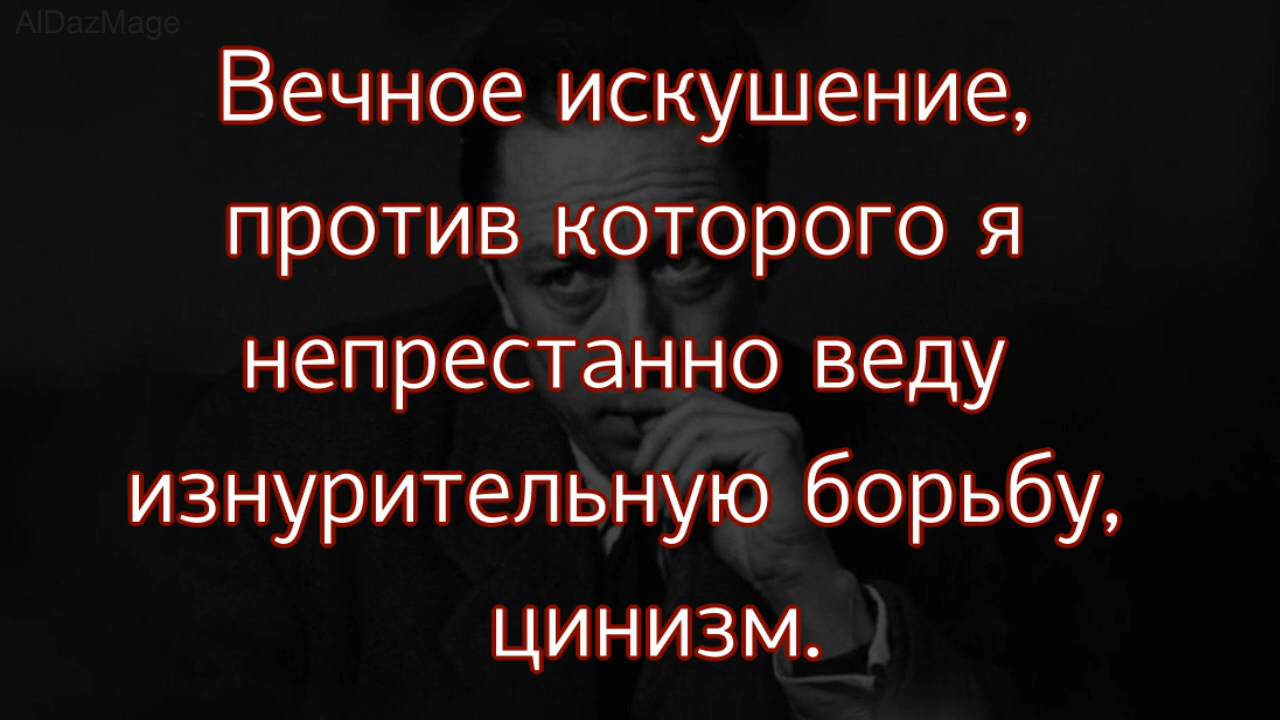 AlDazMage
Вечное искушение,
против которого я
непрестанно веду
изнурительную борьбу,
цинизм.